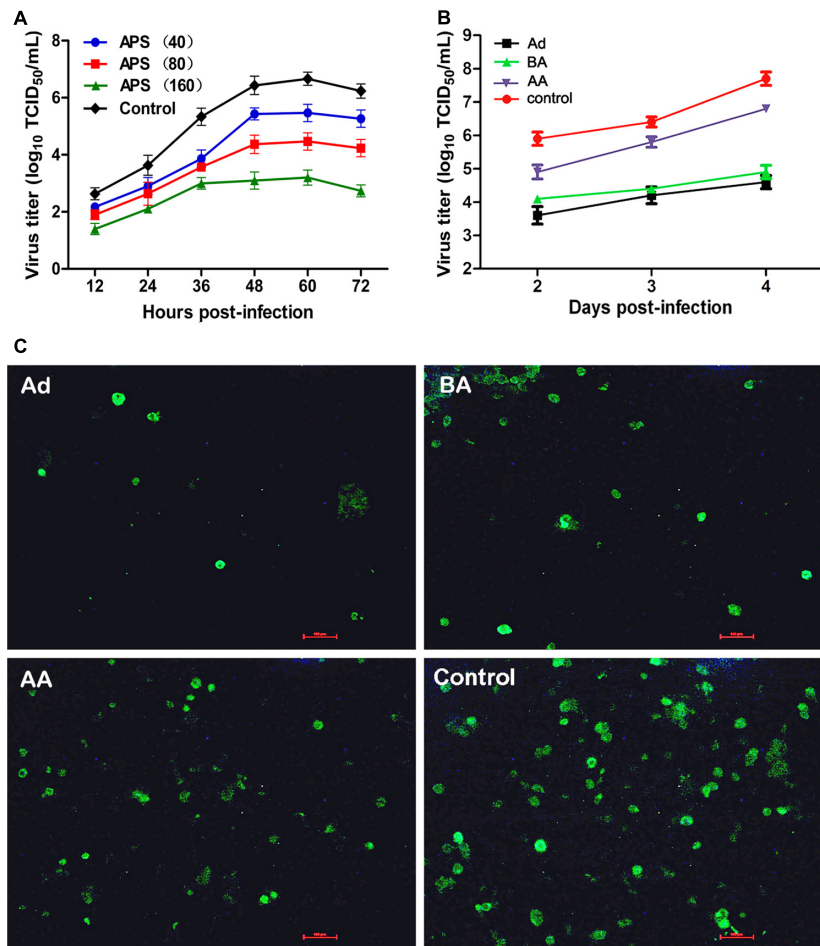 A
Virus titer (log10 TCID50/mL)
8
6
4
2
0
APS （40）
APS （80）
APS （160）
Control
12 24 36 48 60 72
Hours post-infection
B
Virus titer (log10 TCID50/mL)
9
8
7
6
5
4
3
2
Ad
BA
AA
control
2 3 4
Days post-infection
C
Ad
BA
AA
Control